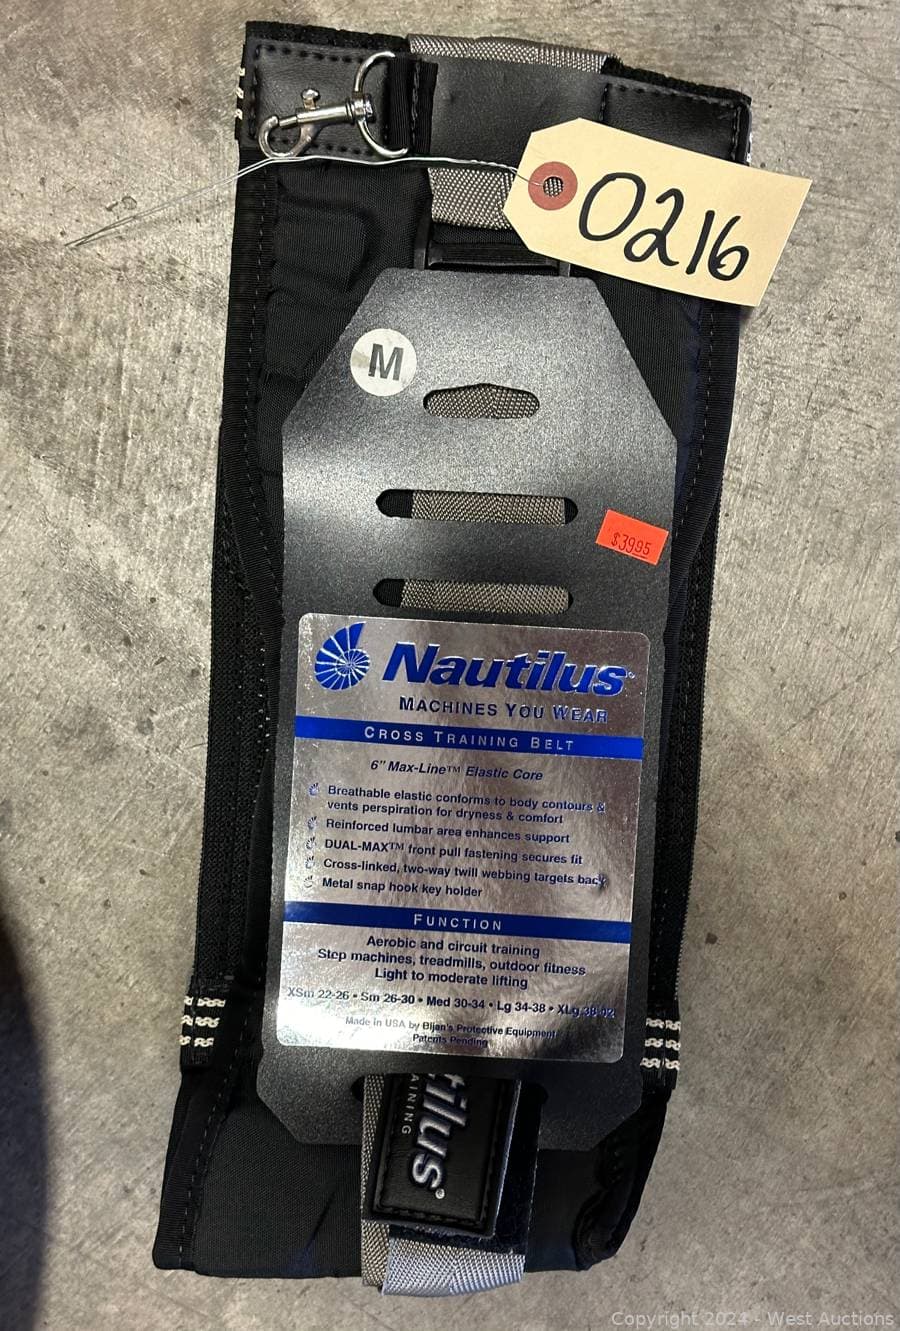 0216
M
$39.95
Nautilus
MACHINES YOU WEAR
CROSS TRAINING BELT
6" Max-Line™ Elastic Core
Breathable elastic conforms to body contours &
vents perspiration for dryness & comfort
Reinforced lumbar area enhances support
DUAL-MAX™ front pull fastening secures fit
Cross-linked, two-way twill webbing targets back
Metal snap hook key holder
FUNCTION
Aerobic and circuit training
Step machines, treadmills, outdoor fitness
Light to moderate lifting
XSm 22-26 • Sm 26-30 • Med 30-34 • Lg 34-38 • XLg
Made in USA by Bijan's Protective Equipment
Patents Pending
tilus®
AINING
Copyright 2024 - West Auctions